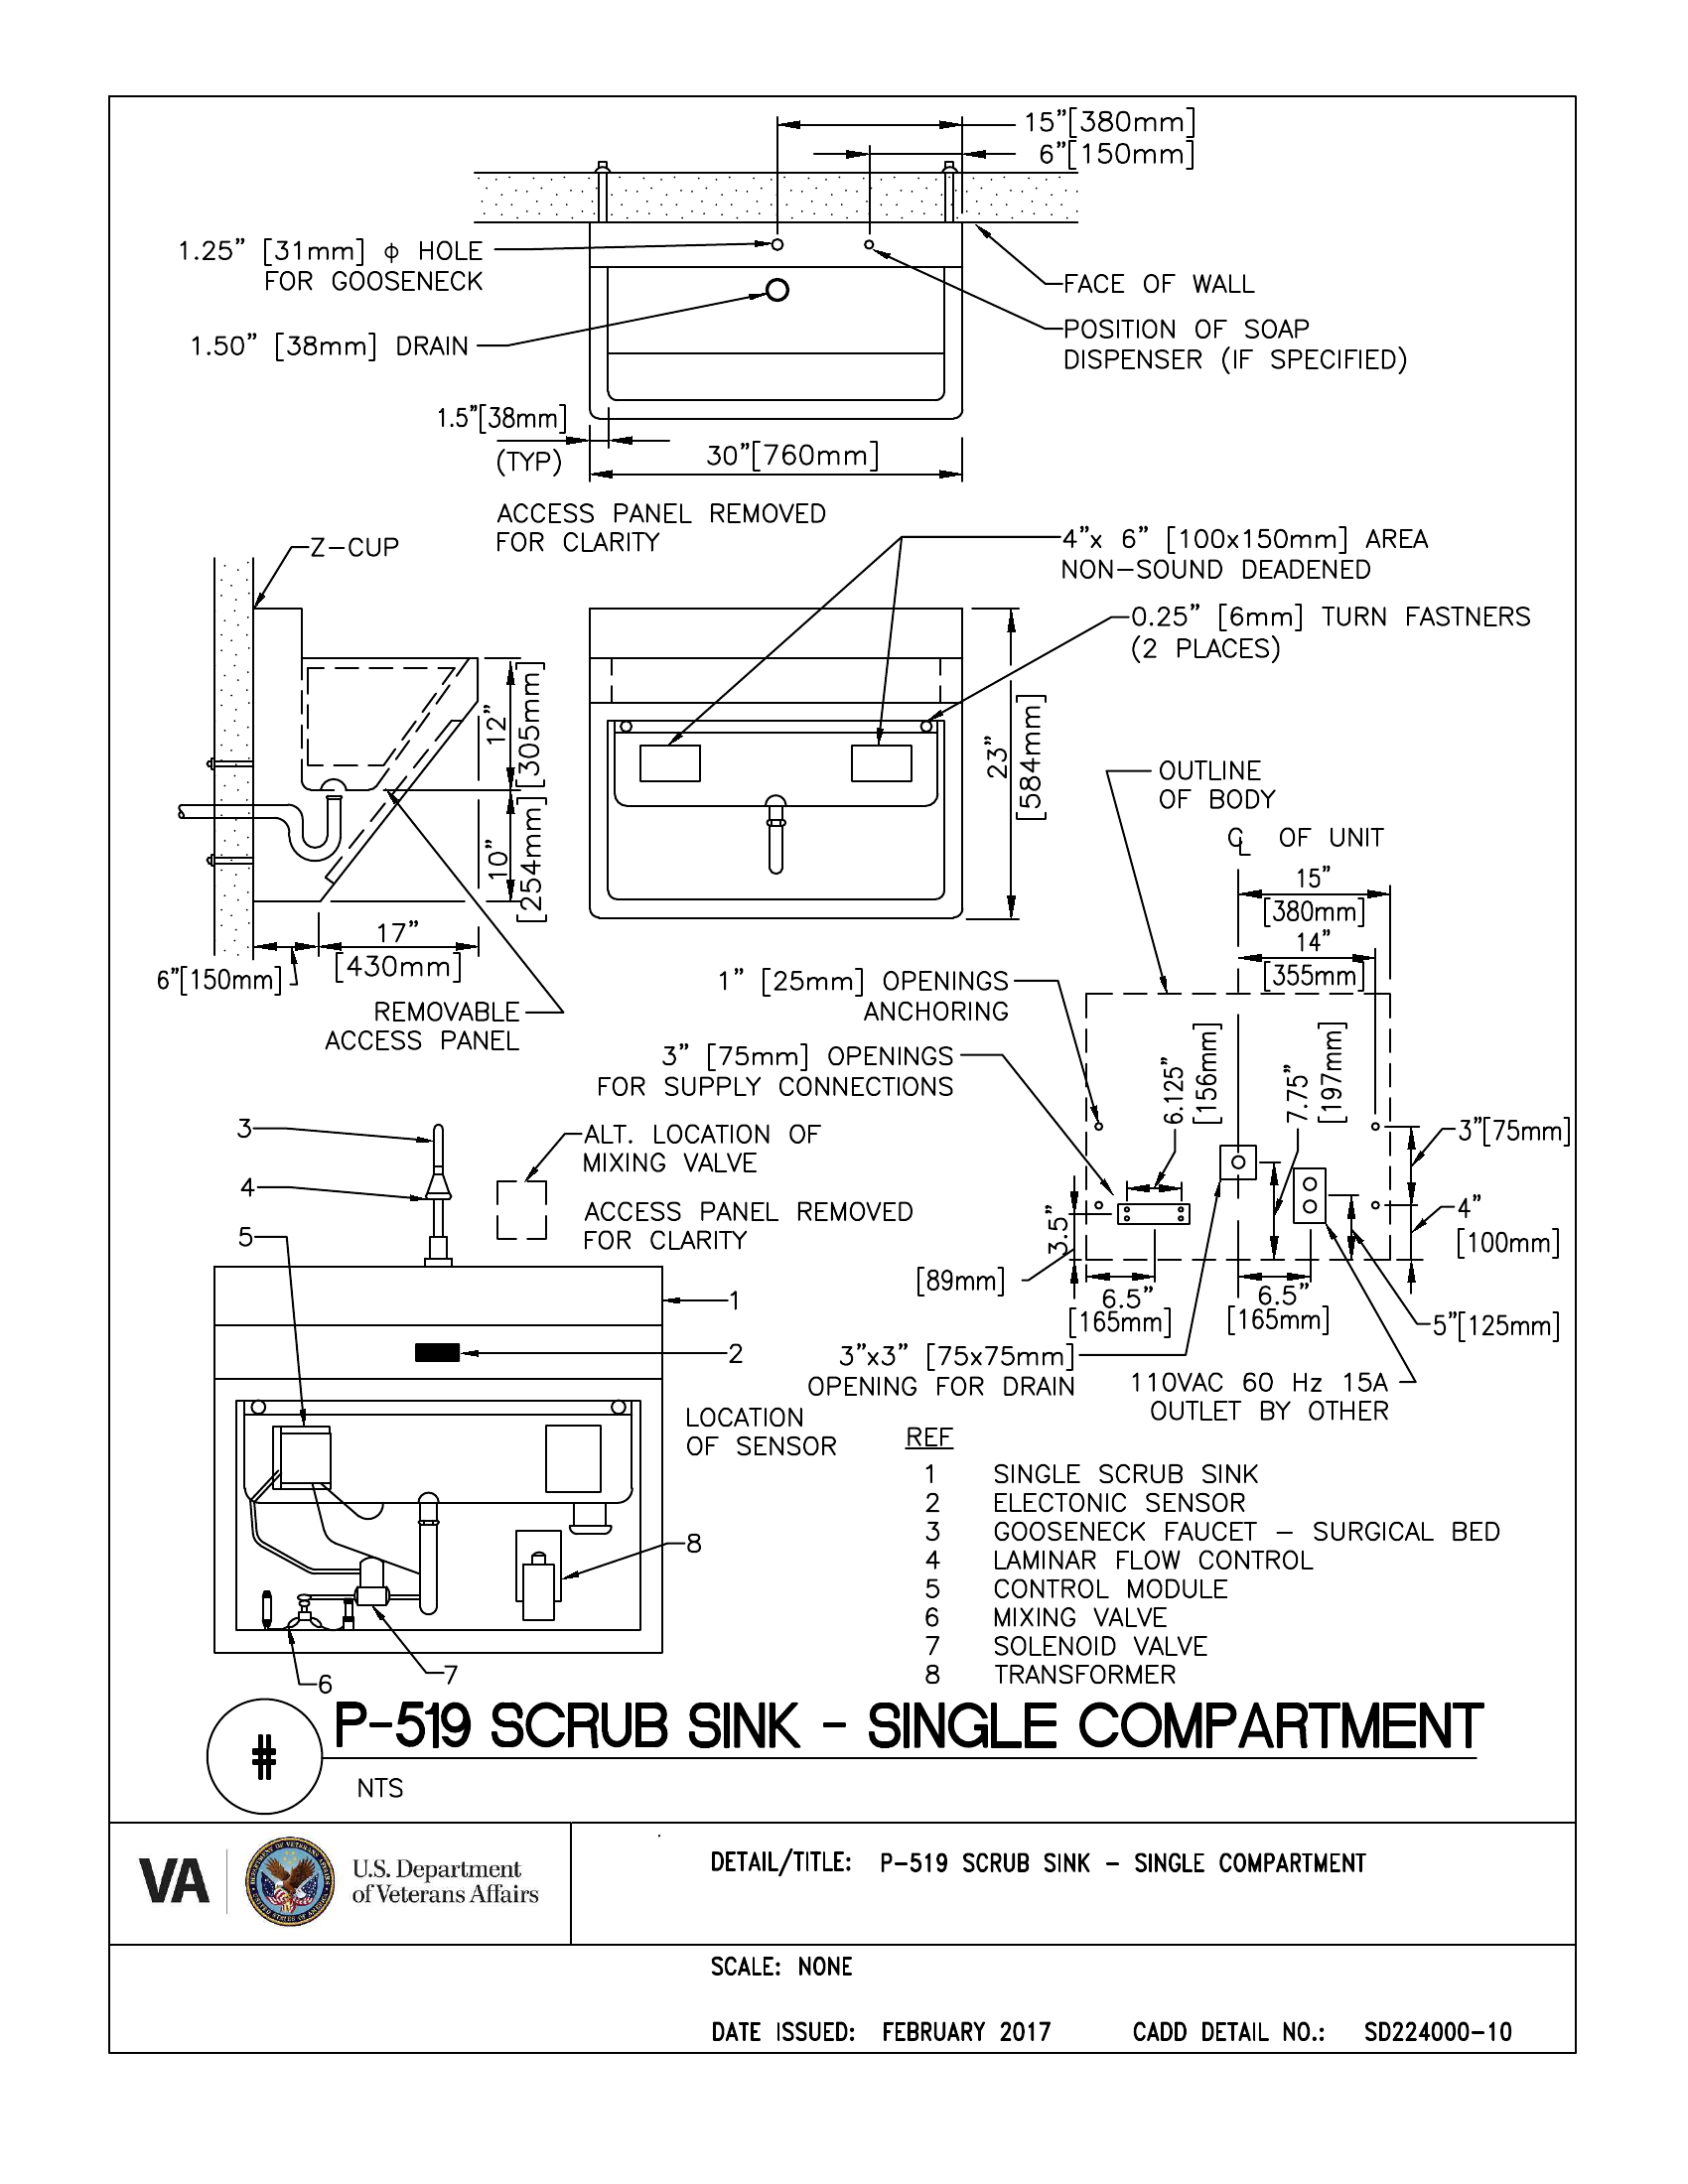 15"[380mm]
6"[150mm]
1.25" [31mm] ϕ HOLE
FOR GOOSENECK
FACE OF WALL
POSITION OF SOAP
DISPENSER (IF SPECIFIED)
1.50" [38mm] DRAIN
1.5"[38mm]
(TYP)
30"[760mm]
ACCESS PANEL REMOVED
FOR CLARITY
Z-CUP
4"x 6" [100x150mm] AREA
NON-SOUND DEADENED
0.25" [6mm] TURN FASTNERS
(2 PLACES)
12"
[305mm]
10"
[254mm]
23"
[584mm]
17"
[430mm]
6"[150mm]
REMOVABLE
ACCESS PANEL
OUTLINE
OF BODY
CL OF UNIT
15"
[380mm]
14"
[355mm]
1" [25mm] OPENINGS
ANCHORING
3" [75mm] OPENINGS
FOR SUPPLY CONNECTIONS
6.125"
[156mm]
7.75"
[197mm]
3"[75mm]
4"
[100mm]
3.5"
[89mm]
6.5"
[165mm]
6.5"
[165mm]
5"[125mm]
3"x3" [75x75mm]
OPENING FOR DRAIN
110VAC 60 Hz 15A
OUTLET BY OTHER
3
4
5
ALT. LOCATION OF
MIXING VALVE
ACCESS PANEL REMOVED
FOR CLARITY
1
2
LOCATION
OF SENSOR
8
7
6
REF
1 SINGLE SCRUB SINK
2 ELECTONIC SENSOR
3 GOOSENECK FAUCET - SURGICAL BED
4 LAMINAR FLOW CONTROL
5 CONTROL MODULE
6 MIXING VALVE
7 SOLENOID VALVE
8 TRANSFORMER
# P-519 SCRUB SINK - SINGLE COMPARTMENT
NTS
VA
U.S. Department
of Veterans Affairs
DETAIL/TITLE: P-519 SCRUB SINK - SINGLE COMPARTMENT
SCALE: NONE
DATE ISSUED: FEBRUARY 2017 CADD DETAIL NO.: SD224000-10